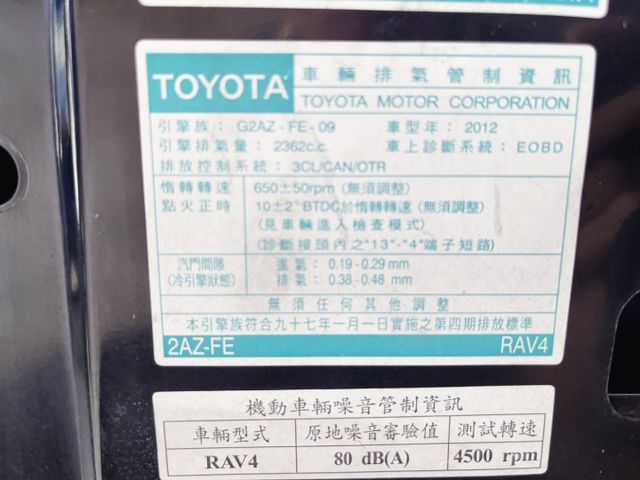 TOYOTA 車輛排氣管制資訊
TOYOTA MOTOR CORPORATION
引擎族：G2AZ-FE-09 車型年：2012
引擎排氣量：2362c.c. 車上診斷系統：EOBD
排放控制系統：3CL/CAN/OTR
惰轉轉速 650±50rpm (無須調整)
點火正時 10±2° BTDC於惰轉轉速 (無須調整)
(見車輛進入檢查模式)
(診斷接頭內之"13"-"4"端子短路)
汽門間隙 進氣：0.19-0.29 mm
(冷引擎狀態) 排氣：0.38-0.48 mm
無須任何其他調整
本引擎族符合九十七年一月一日實施之第四期排放標準
2AZ-FE RAV4
機動車輛噪音管制資訊
車輛型式 原地噪音審驗值 測試轉速
RAV4 80 dB(A) 4500 rpm